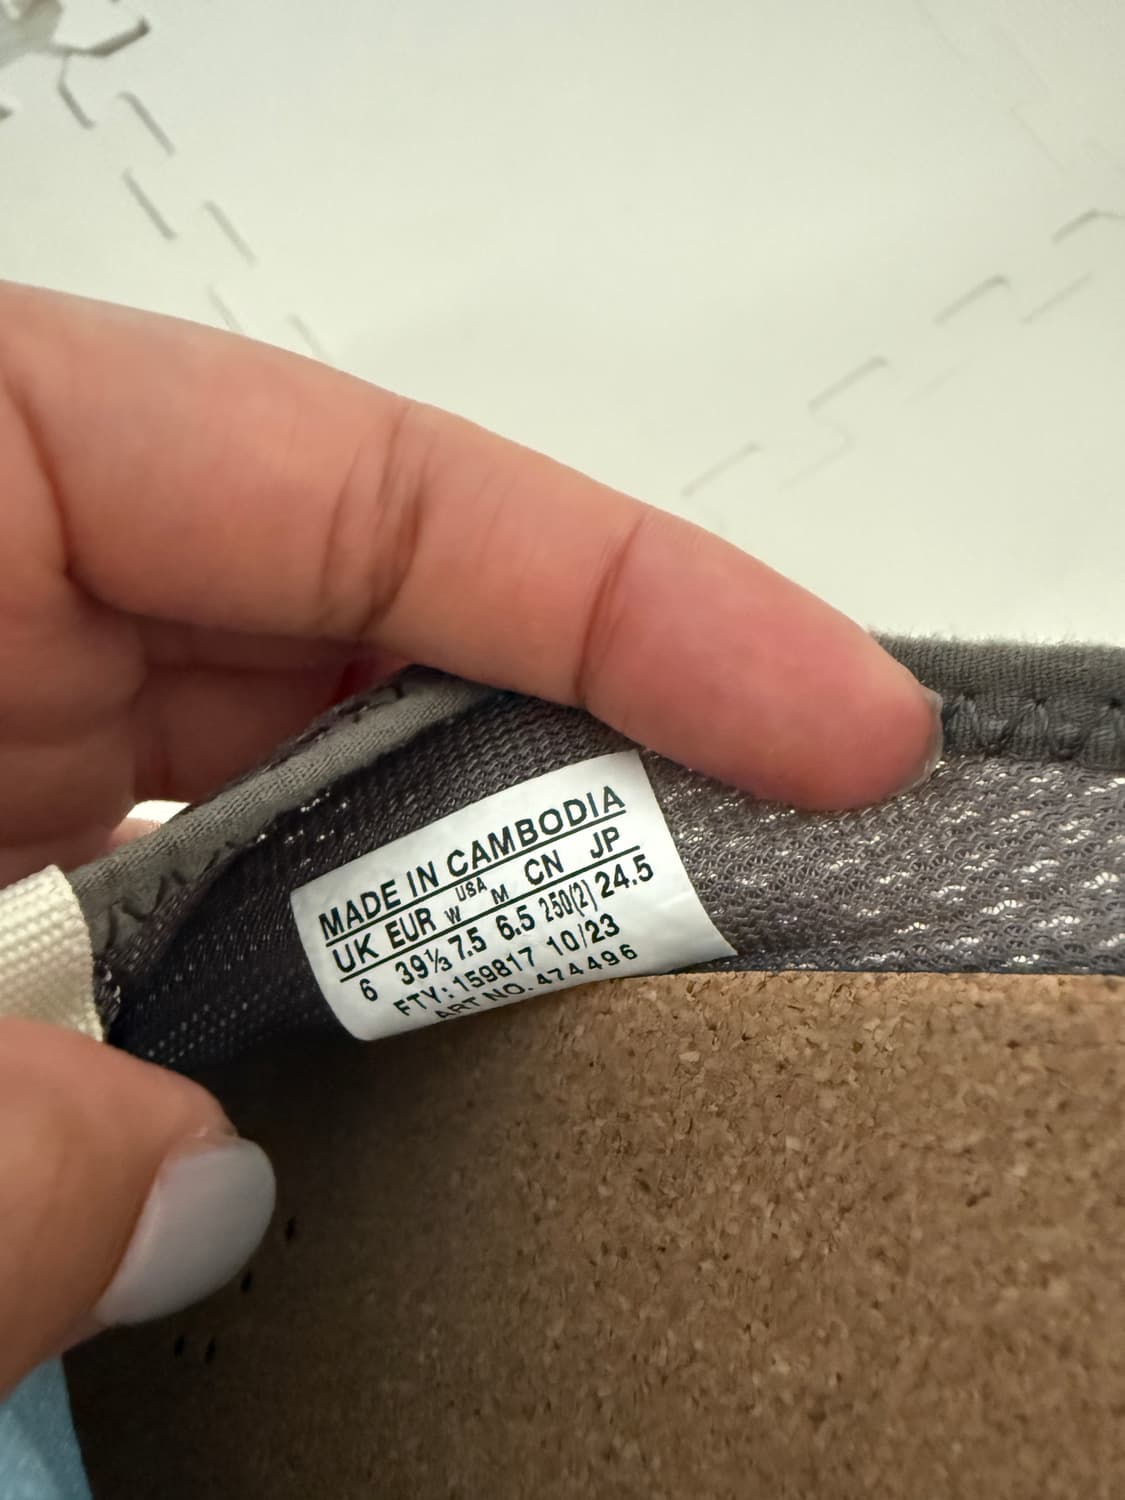 MADE IN CAMBODIA
UK EUR W USA M CN JP
6 39⅓ 7.5 6.5 250(2) 24.5
FTY: 159817 10/23
ART NO. 474496